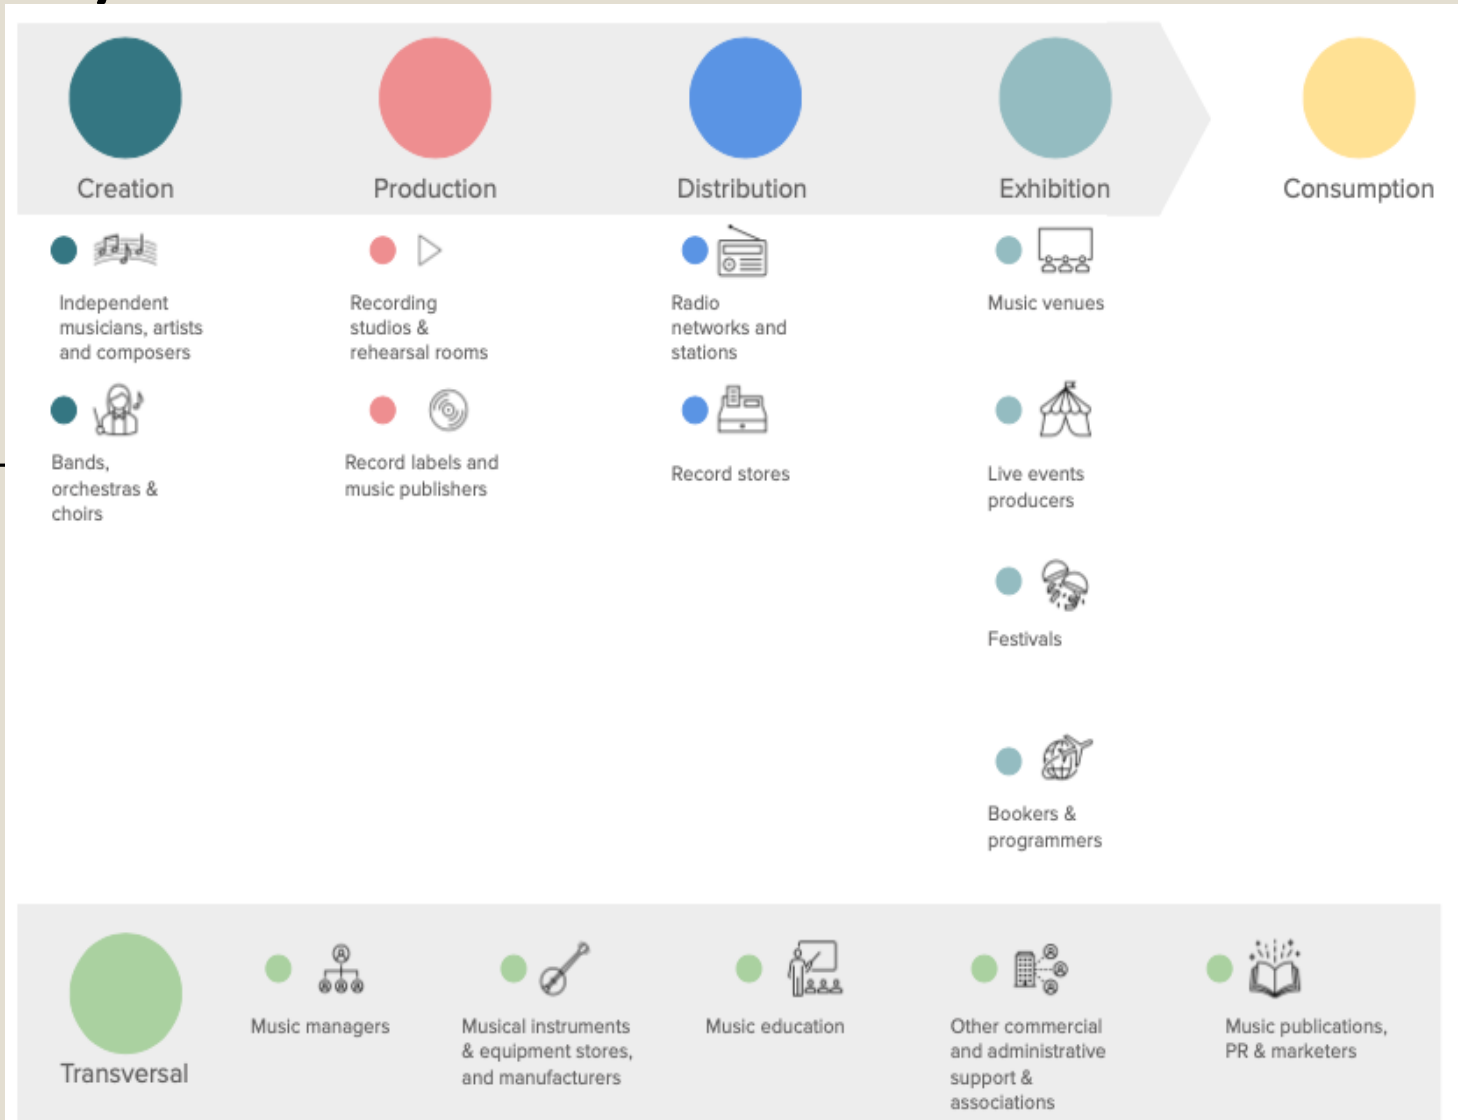 Creation
Production
Distribution
Exhibition
Consumption
Independent
musicians, artists
and composers
Recording
studios &
rehearsal rooms
Radio
networks and
stations
Music venues
Bands,
orchestras &
choirs
Record labels and
music publishers
Record stores
Live events
producers
Festivals
Bookers &
programmers
Transversal
Music managers
Musical instruments
& equipment stores,
and manufacturers
Music education
Other commercial
and administrative
support &
associations
Music publications,
PR & marketers